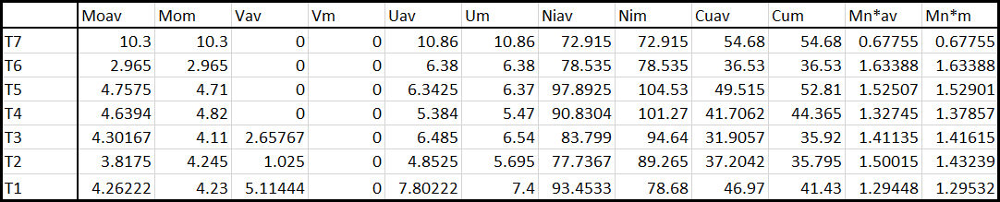 Moav Mom Vav Vm Uav Um Niav Nim Cuav Cum Mn*av Mn*m
T7 10.3 10.3 0 0 10.86 10.86 72.915 72.915 54.68 54.68 0.67755 0.67755
T6 2.965 2.965 0 0 6.38 6.38 78.535 78.535 36.53 36.53 1.63388 1.63388
T5 4.7575 4.71 0 0 6.3425 6.37 97.8925 104.53 49.515 52.81 1.52507 1.52901
T4 4.6394 4.82 0 0 5.384 5.47 90.8304 101.27 41.7062 44.365 1.32745 1.37857
T3 4.30167 4.11 2.65767 0 6.485 6.54 83.799 94.64 31.9057 35.92 1.41135 1.41615
T2 3.8175 4.245 1.025 0 4.8525 5.695 77.7367 89.265 37.2042 35.795 1.50015 1.43239
T1 4.26222 4.23 5.11444 0 7.80222 7.4 93.4533 78.68 46.97 41.43 1.29448 1.29532